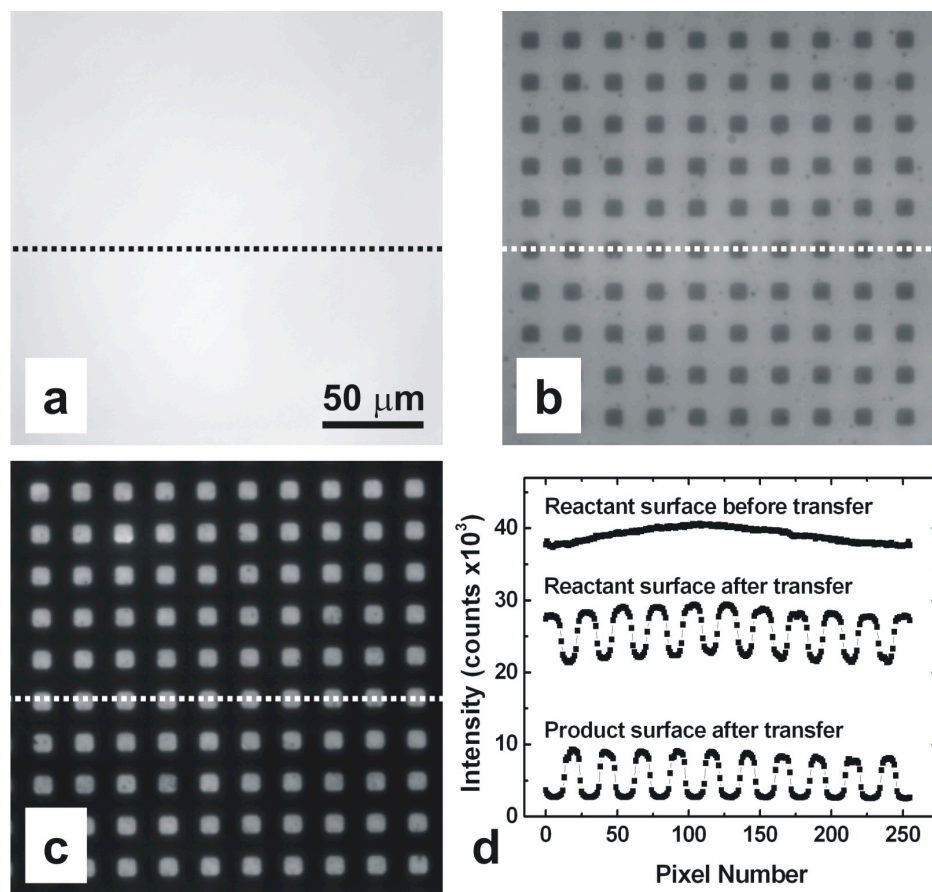 a
50 μm
b
c
d
Intensity (counts x10³)
40
30
20
10
0
Reactant surface before transfer
Reactant surface after transfer
Product surface after transfer
0 50 100 150 200 250
Pixel Number